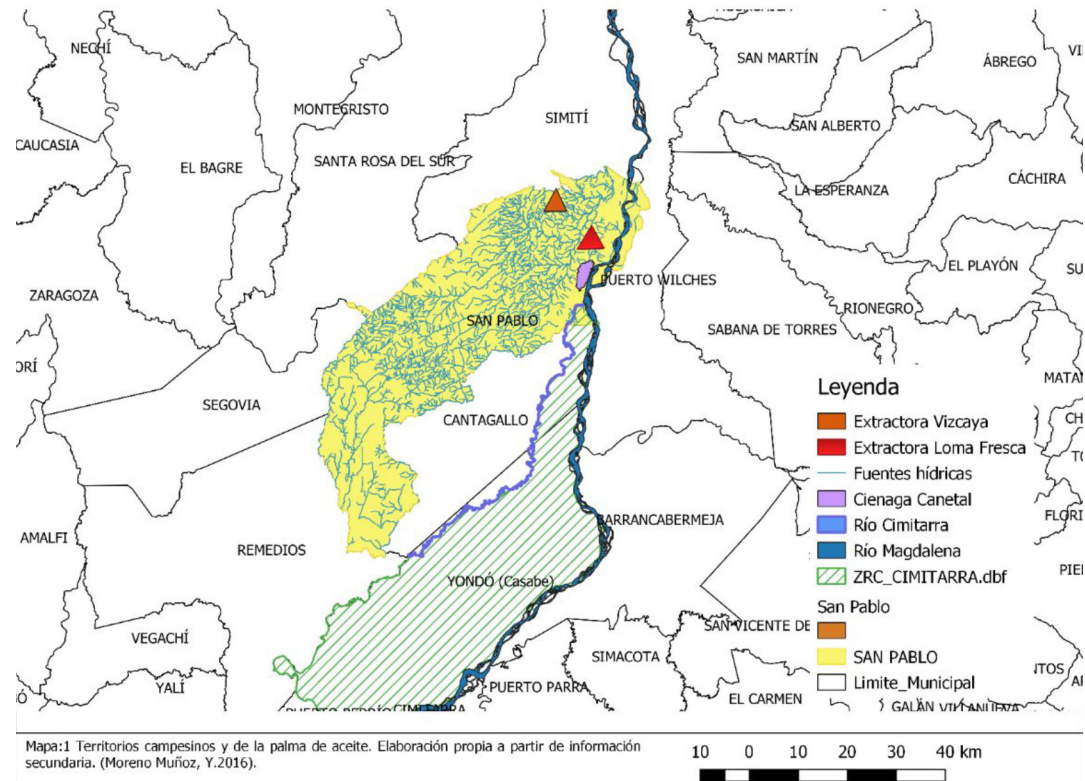 NECHÍ
SAN MARTÍN
ÁBREGO
MONTECRISTO
SIMITÍ
SAN ALBERTO
CAUCASIA
EL BAGRE
SANTA ROSA DEL SUR
LA ESPERANZA
CÁCHIRA
EL PLAYÓN
PUERTO WILCHES
ZARAGOZA
SAN PABLO
SABANA DE TORRES
RIONEGRO
SEGOVIA
CANTAGALLO
AMALFI
REMEDIOS
BARRANCABERMEJA
YONDÓ (Casabe)
VEGACHÍ
SAN VICENTE DE
SIMACOTA
YALÍ
PUERTO PARRA
EL CARMEN
GALÁN
Leyenda
Extractora Vizcaya
Extractora Loma Fresca
Fuentes hídricas
Cienaga Canetal
Río Cimitarra
Río Magdalena
ZRC_CIMITARRA.dbf
San Pablo
SAN PABLO
Limite_Municipal
Mapa:1 Territorios campesinos y de la palma de aceite. Elaboración propia a partir de información
secundaria. (Moreno Muñoz, Y.2016).
10 0 10 20 30 40 km